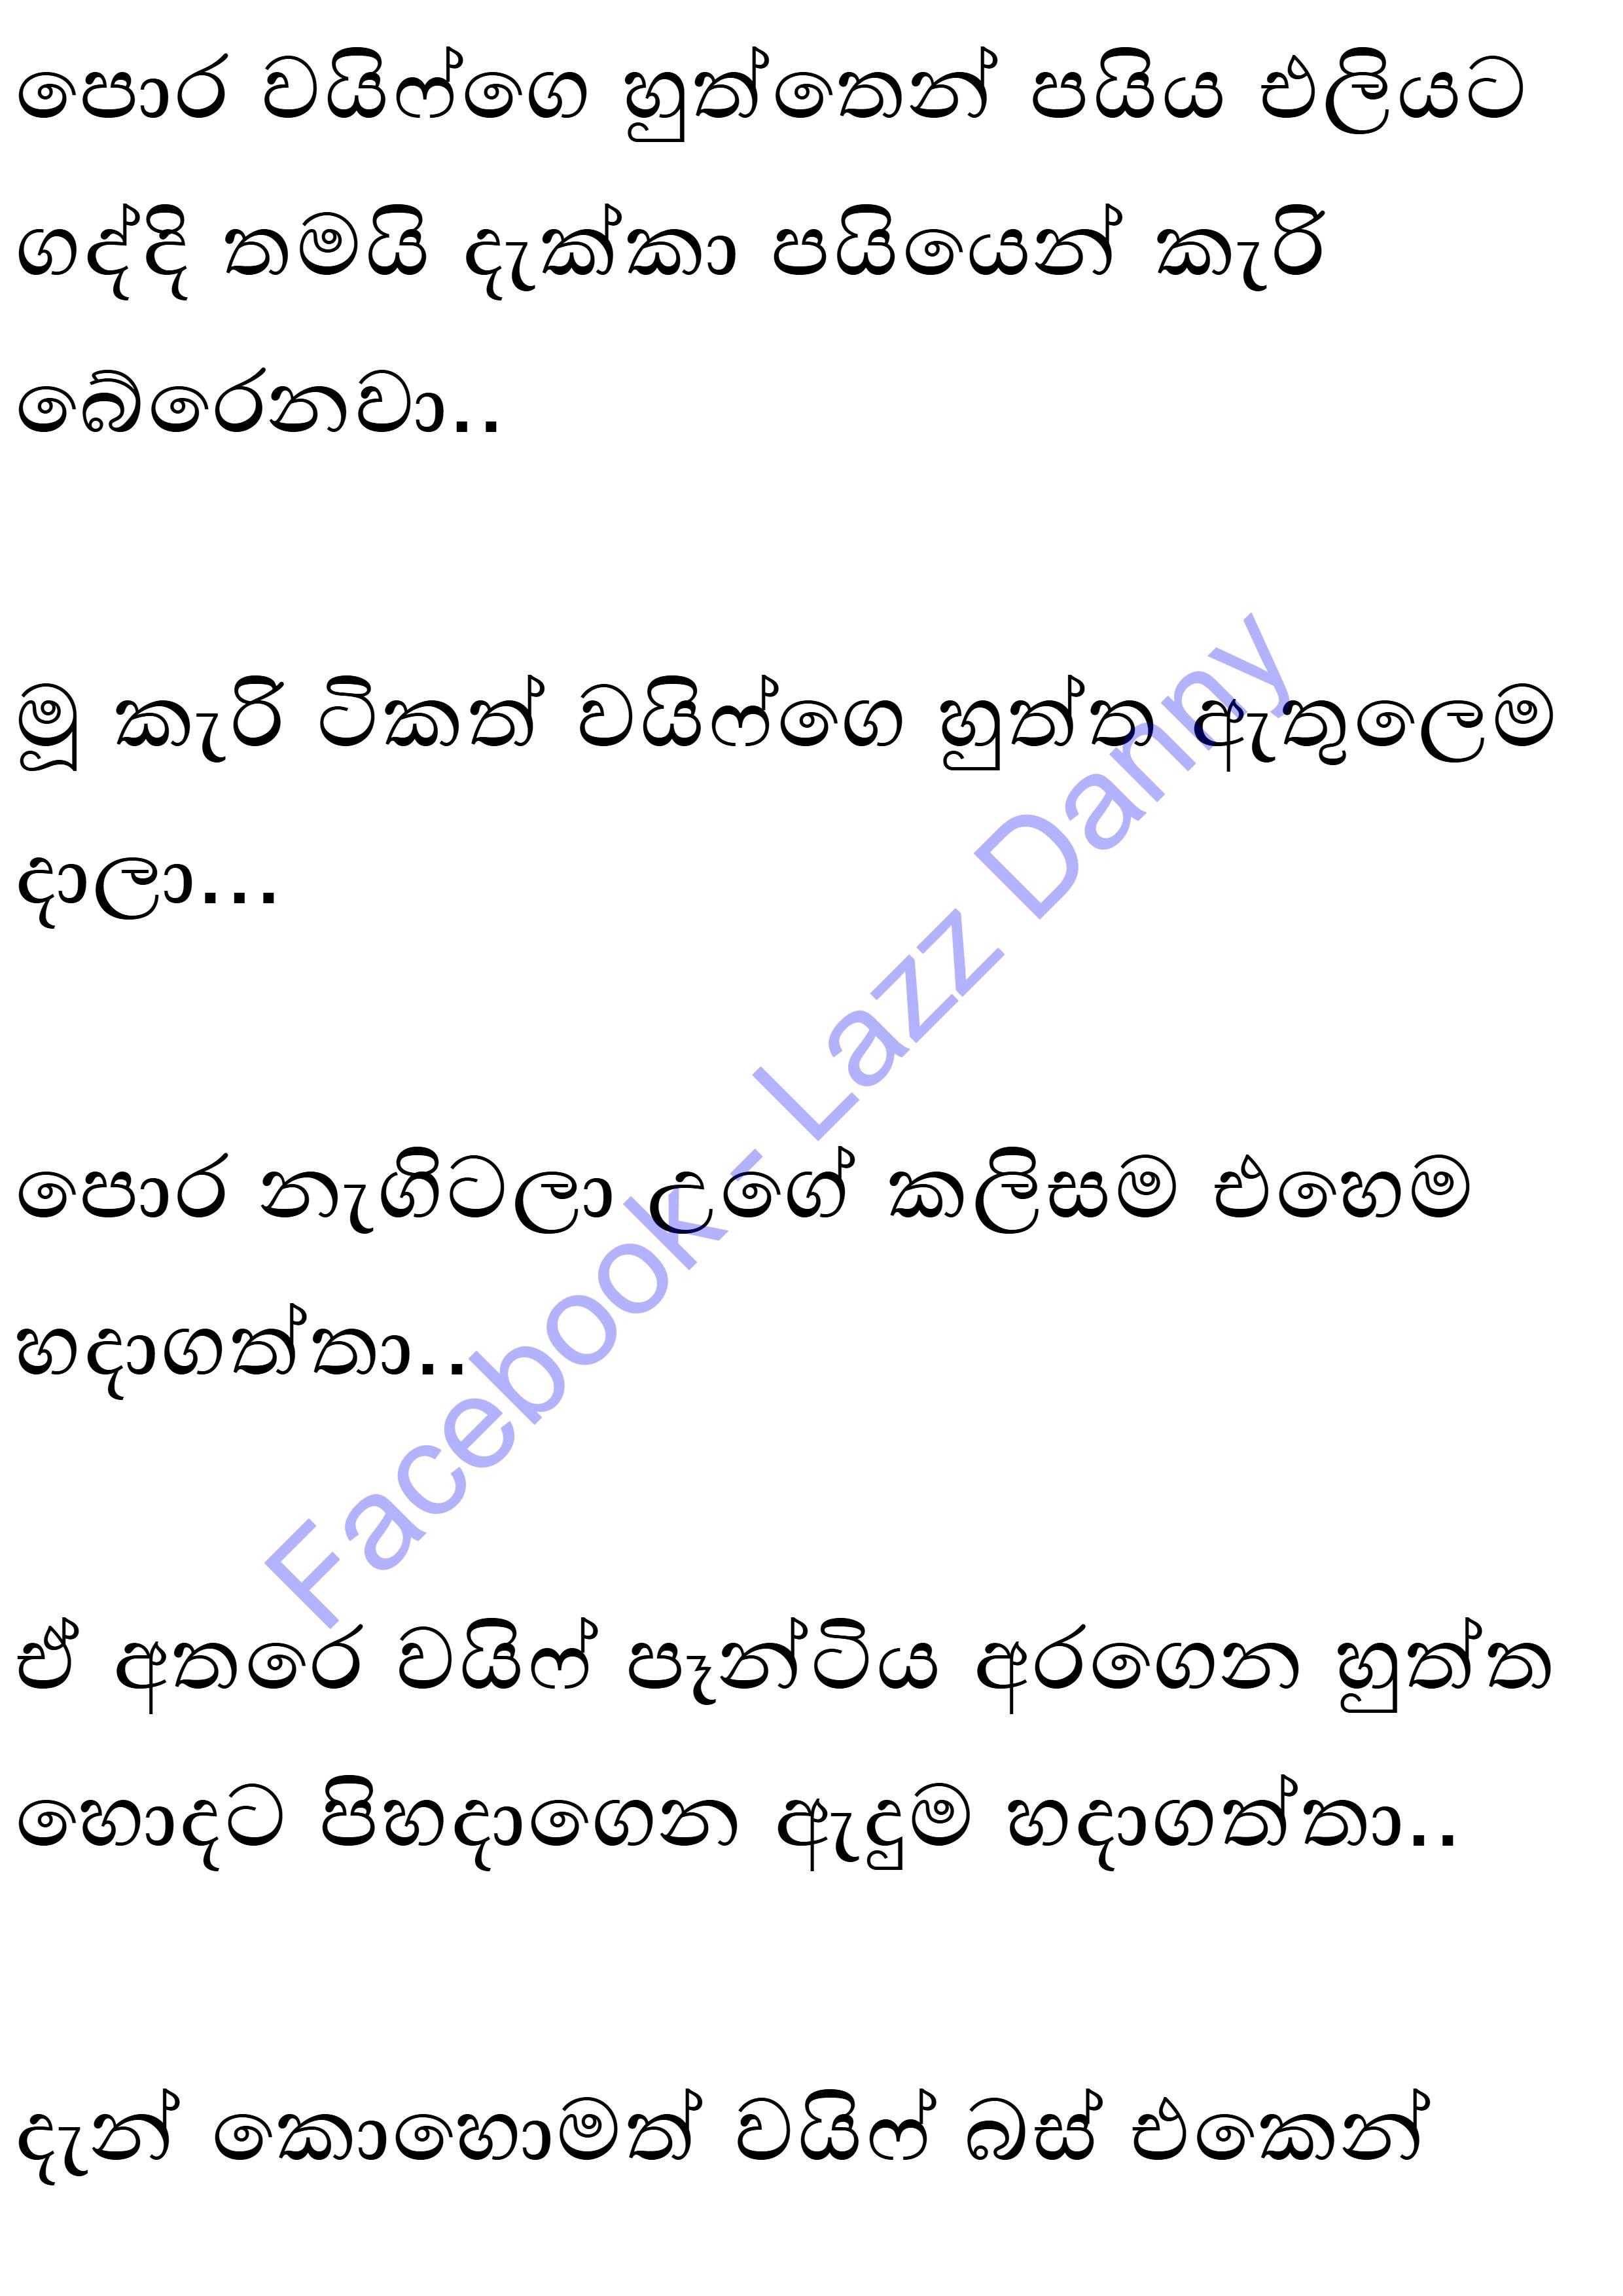 පොර වයිෆ්ගෙ හුත්තෙන් පයිය එලියට
ගද්දි තමයි දැක්කා පයියෙන් කැරි
බේරෙනවා..
මූ කැරි ටිකත් වයිෆ්ගෙ හුත්ත ඇතුලෙම
දාලා...
පොර නැගිටලා උගේ කලිසම එහෙම
හදාගත්තා..
ඒ අතරෙ වයිෆ් පෑන්ටිය අරගෙන හුත්ත
හොදට පිහදාගෙන ඇදුම හදාගත්තා..
දැන් කොහොමත් වයිෆ් බස් එකෙන්
Facebook - Lazz Danny